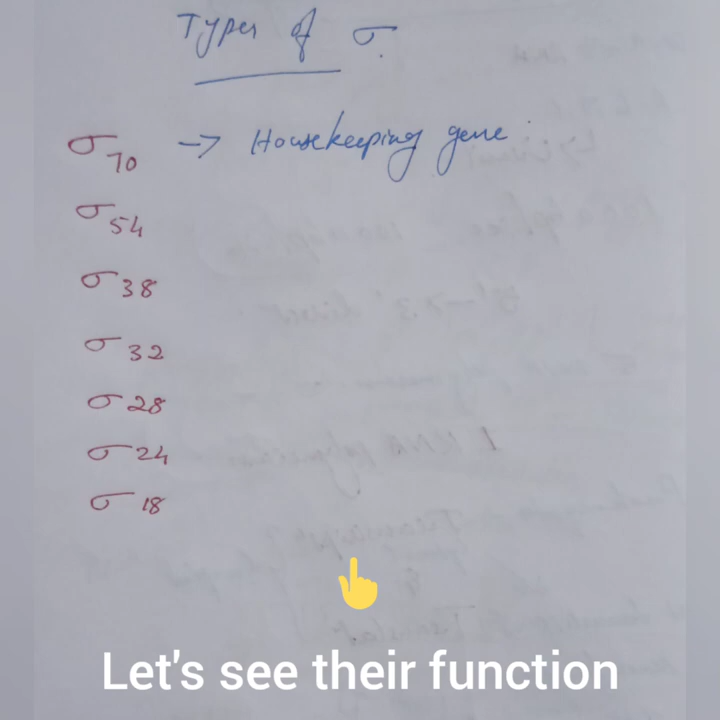 Types of σ
σ70 → Housekeeping gene
σ54
σ38
σ32
σ28
σ24
σ18
Let's see their function